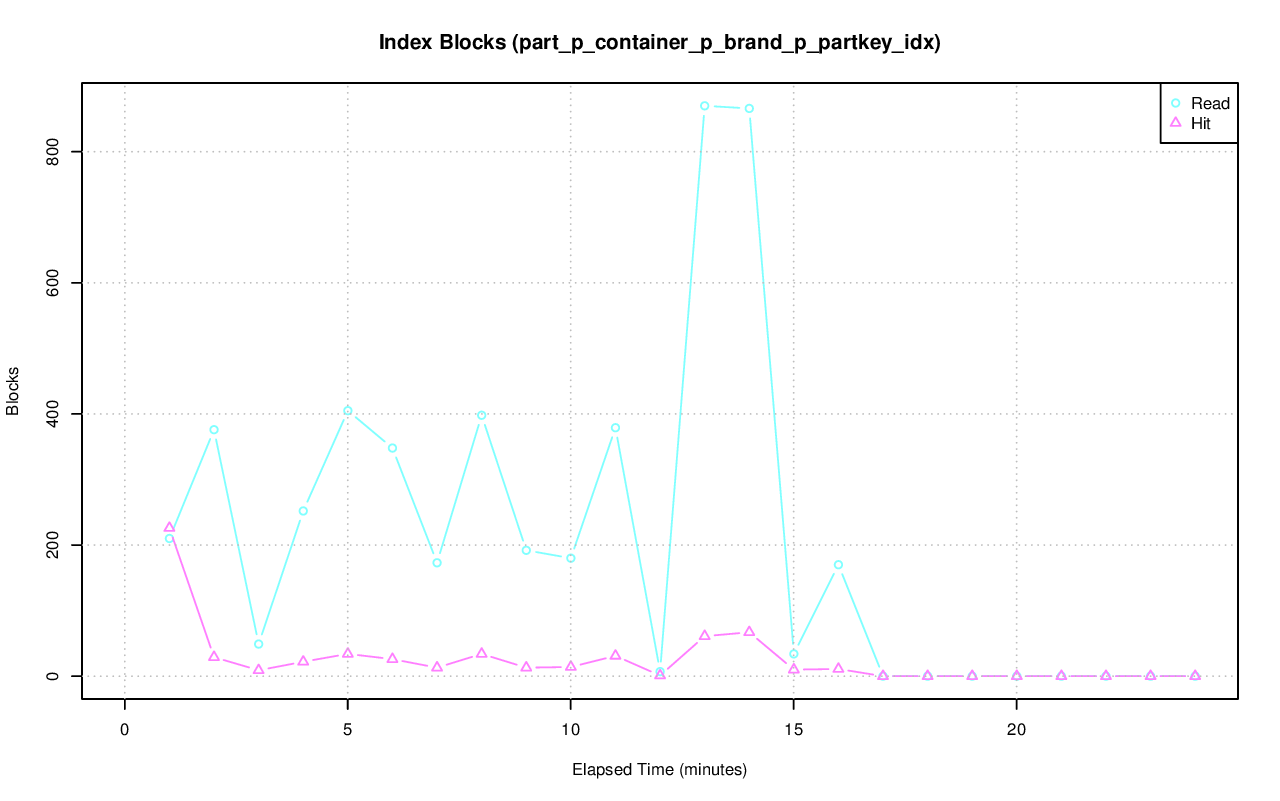 Index Blocks (part_p_container_p_brand_p_partkey_idx)
Read
Hit
800
600
400
200
0
Blocks
0 5 10 15 20
Elapsed Time (minutes)